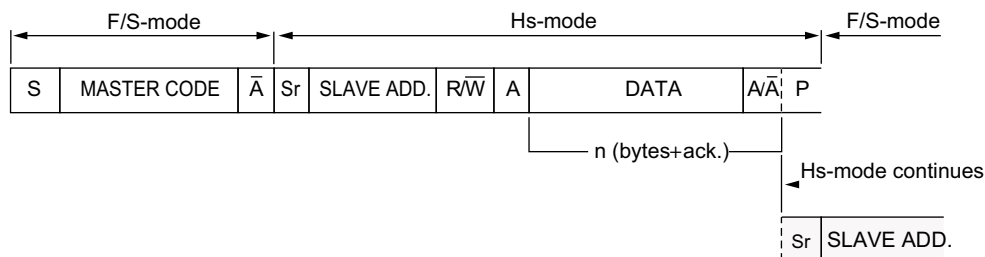 F/S-mode Hs-mode F/S-mode
S MASTER CODE A̅ Sr SLAVE ADD. R/W̅ A DATA A/A̅ P
n (bytes+ack.)
Hs-mode continues
Sr SLAVE ADD.